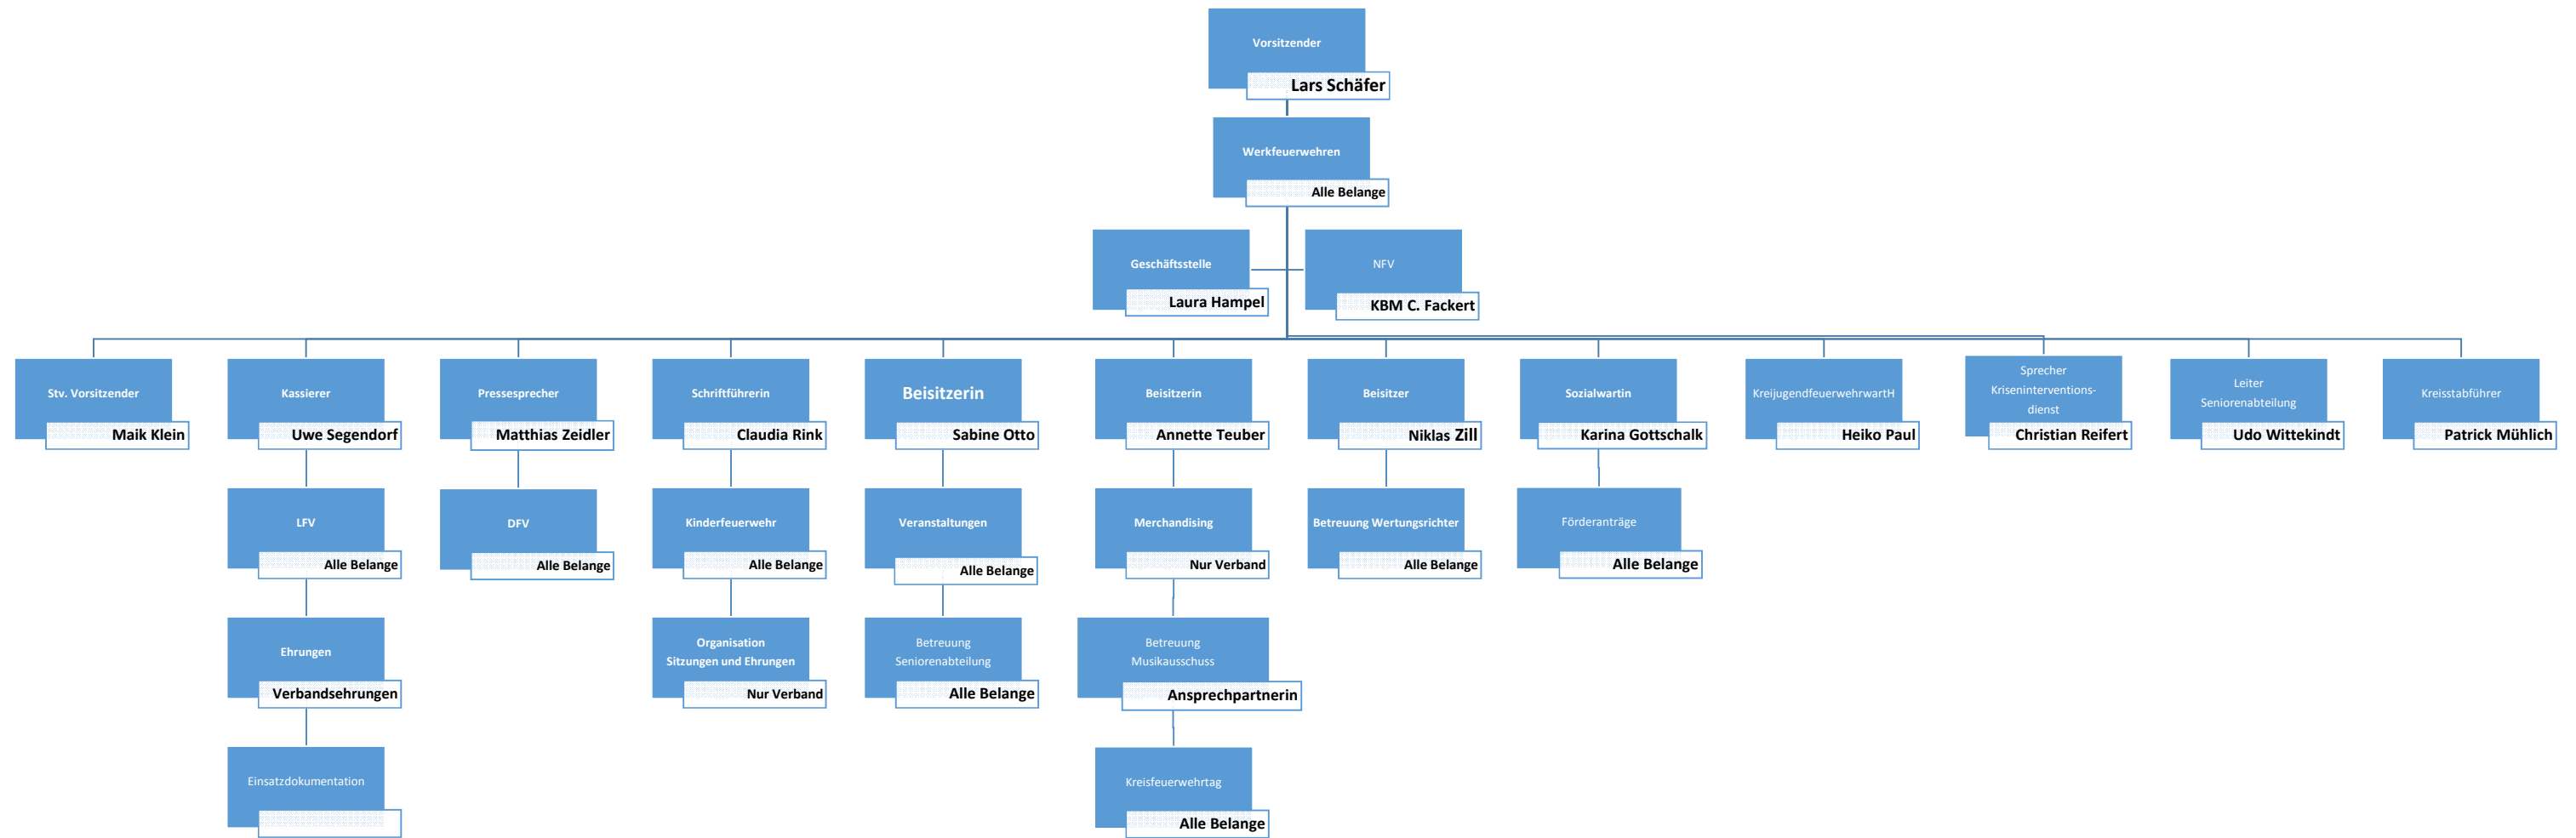 Vorsitzender
Lars Schäfer
Werkfeuerwehren
Alle Belange
Geschäftsstelle
Laura Hampel
NFV
KBM C. Fackert
Stv. Vorsitzender
Maik Klein
Kassierer
Uwe Segendorf
Pressesprecher
Matthias Zeidler
Schriftführerin
Claudia Rink
Beisitzerin
Sabine Otto
Beisitzerin
Annette Teuber
Beisitzer
Niklas Zill
Sozialwartin
Karina Gottschalk
KreijugendfeuerwehrwartH
Heiko Paul
Sprecher
Kriseninterventions-
dienst
Christian Reifert
Leiter
Seniorenabteilung
Udo Wittekindt
Kreisstabführer
Patrick Mühlich
LFV
Alle Belange
DFV
Alle Belange
Kinderfeuerwehr
Alle Belange
Veranstaltungen
Alle Belange
Merchandising
Nur Verband
Betreuung Wertungsrichter
Alle Belange
Förderanträge
Alle Belange
Ehrungen
Verbandsehrungen
Organisation
Sitzungen und Ehrungen
Nur Verband
Betreuung
Seniorenabteilung
Alle Belange
Betreuung
Musikausschuss
Ansprechpartnerin
Einsatzdokumentation
Kreisfeuerwehrtag
Alle Belange